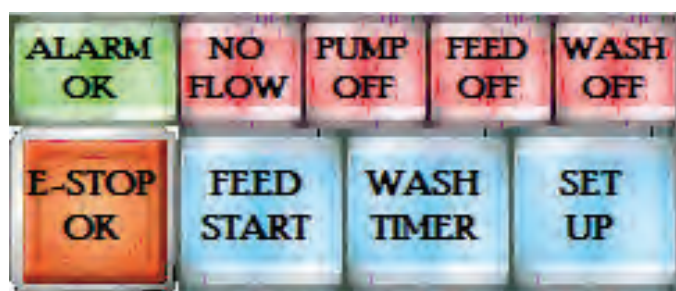 ALARM NO PUMP FEED WASH
OK FLOW OFF OFF OFF
E-STOP FEED WASH SET
OK START TIMER UP